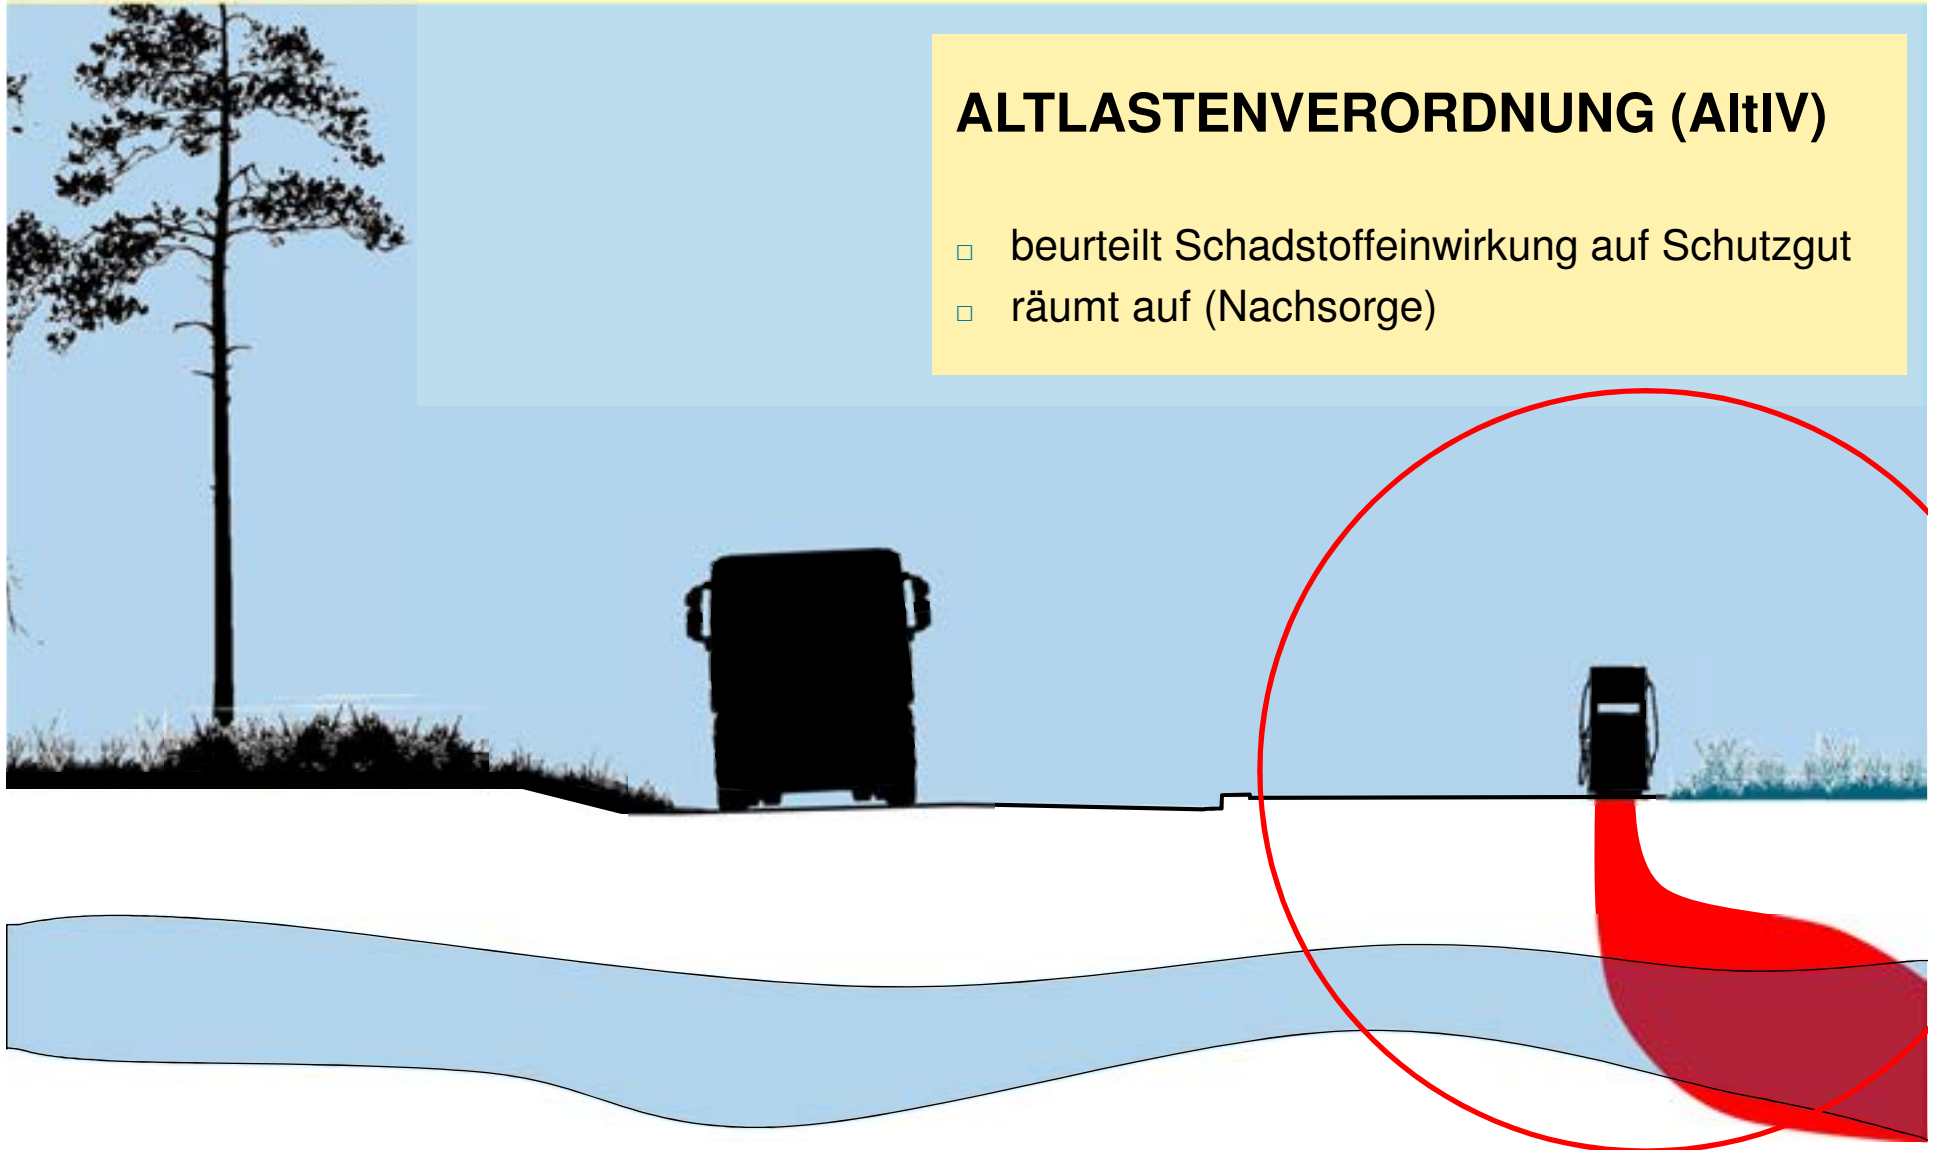 ALTLASTENVERORDNUNG (AltlV)
□ beurteilt Schadstoffeinwirkung auf Schutzgut
□ räumt auf (Nachsorge)